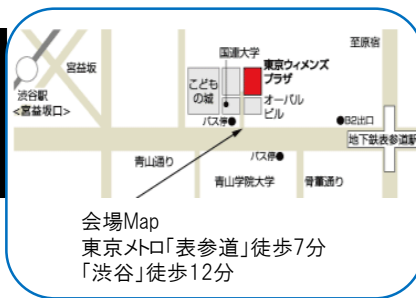 至原宿
国連大学
宮益坂
東京ウィメンズ
プラザ
こども
の城
渋谷駅
<宮益坂口>
オーバル
ビル
バス停●
●B2出口
地下鉄表参道駅
青山通り
バス停●
青山学院大学
骨董通り
会場Map
東京メトロ「表参道」徒歩7分
「渋谷」徒歩12分